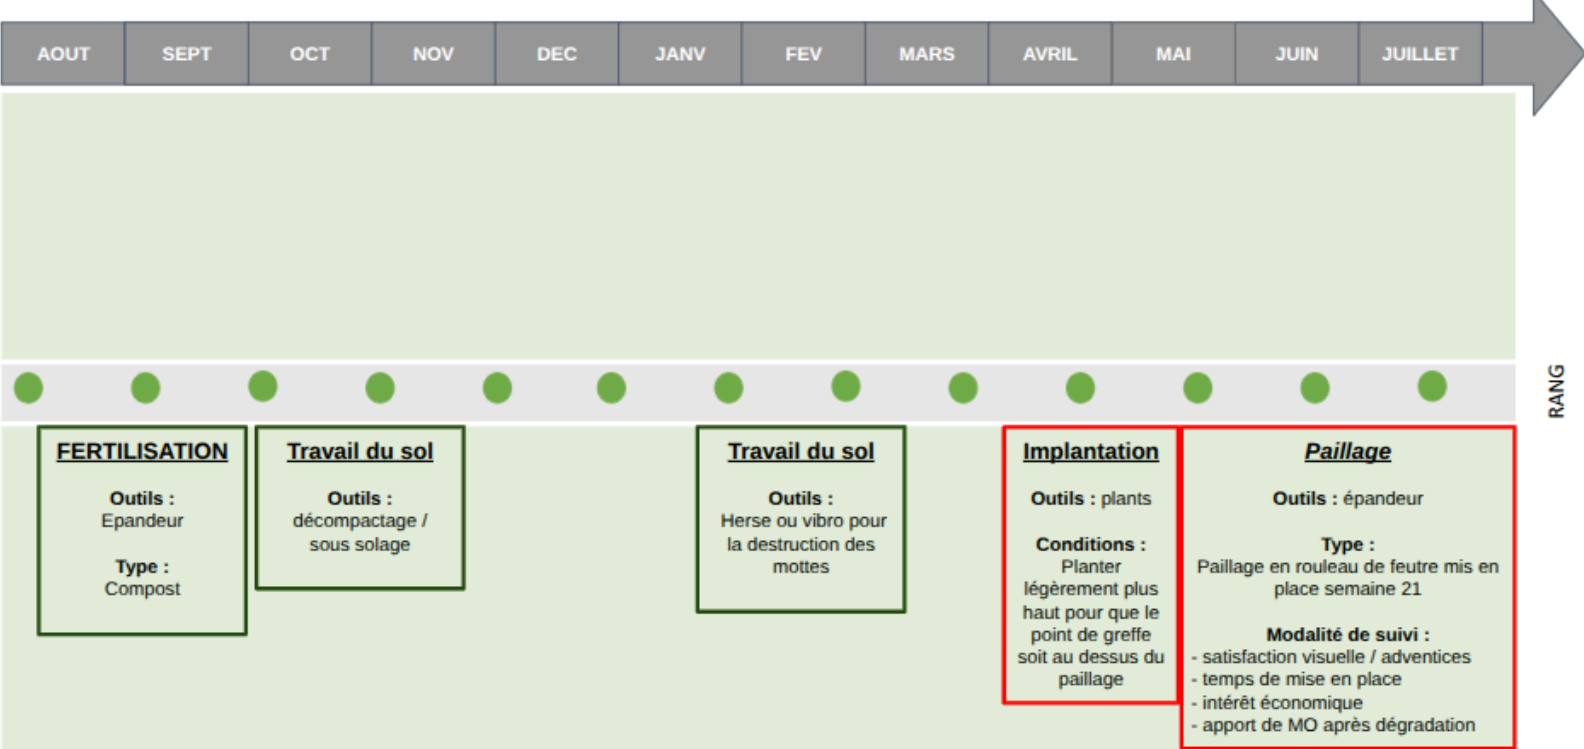 AOUT SEPT OCT NOV DEC JANV FEV MARS AVRIL MAI JUIN JUILLET
RANG
FERTILISATION
Outils :
Epandeur
Type :
Compost
Travail du sol
Outils :
décompactage /
sous solage
Travail du sol
Outils :
Herse ou vibro pour
la destruction des
mottes
Implantation
Outils : plants
Conditions :
Planter
légèrement plus
haut pour que le
point de greffe
soit au dessus du
paillage
Paillage
Outils : épandeur
Type :
Paillage en rouleau de feutre mis en
place semaine 21
Modalité de suivi :
- satisfaction visuelle / adventices
- temps de mise en place
- intérêt économique
- apport de MO après dégradation